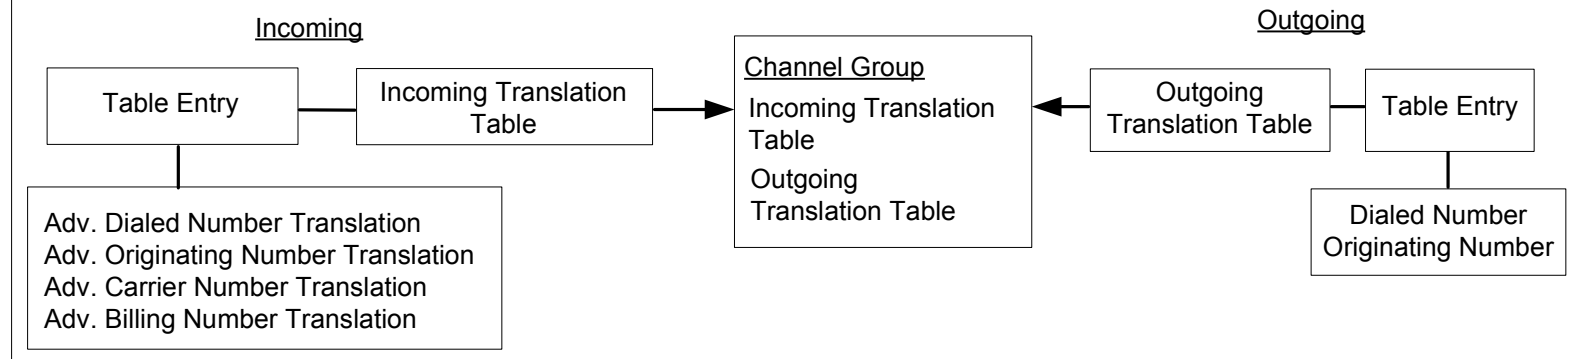 Incoming
Outgoing
Table Entry
Incoming Translation
Table
Channel Group
Incoming Translation
Table
Outgoing
Translation Table
Outgoing
Translation Table
Table Entry
Adv. Dialed Number Translation
Adv. Originating Number Translation
Adv. Carrier Number Translation
Adv. Billing Number Translation
Dialed Number
Originating Number